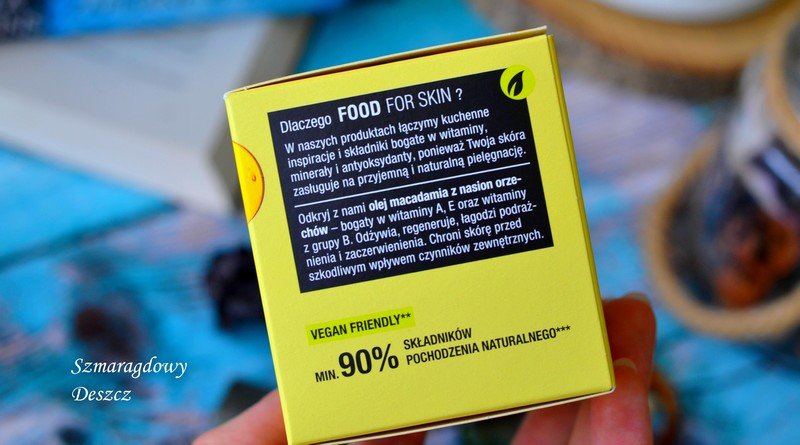 Dlaczego FOOD FOR SKIN ?
W naszych produktach łączymy kuchenne
inspiracje i składniki bogate w witaminy,
minerały i antyoksydanty, ponieważ Twoja skóra
zasługuje na przyjemną i naturalną pielęgnację.
Odkryj z nami olej macadamia z nasion orze-
chów – bogaty w witaminy A, E oraz witaminy
z grupy B. Odżywia, regeneruje, łagodzi podraż-
nienia i zaczerwienienia. Chroni skórę przed
szkodliwym wpływem czynników zewnętrznych.
VEGAN FRIENDLY**
MIN. 90% SKŁADNIKÓW
POCHODZENIA NATURALNEGO***
Szmaragdowy
Deszcz